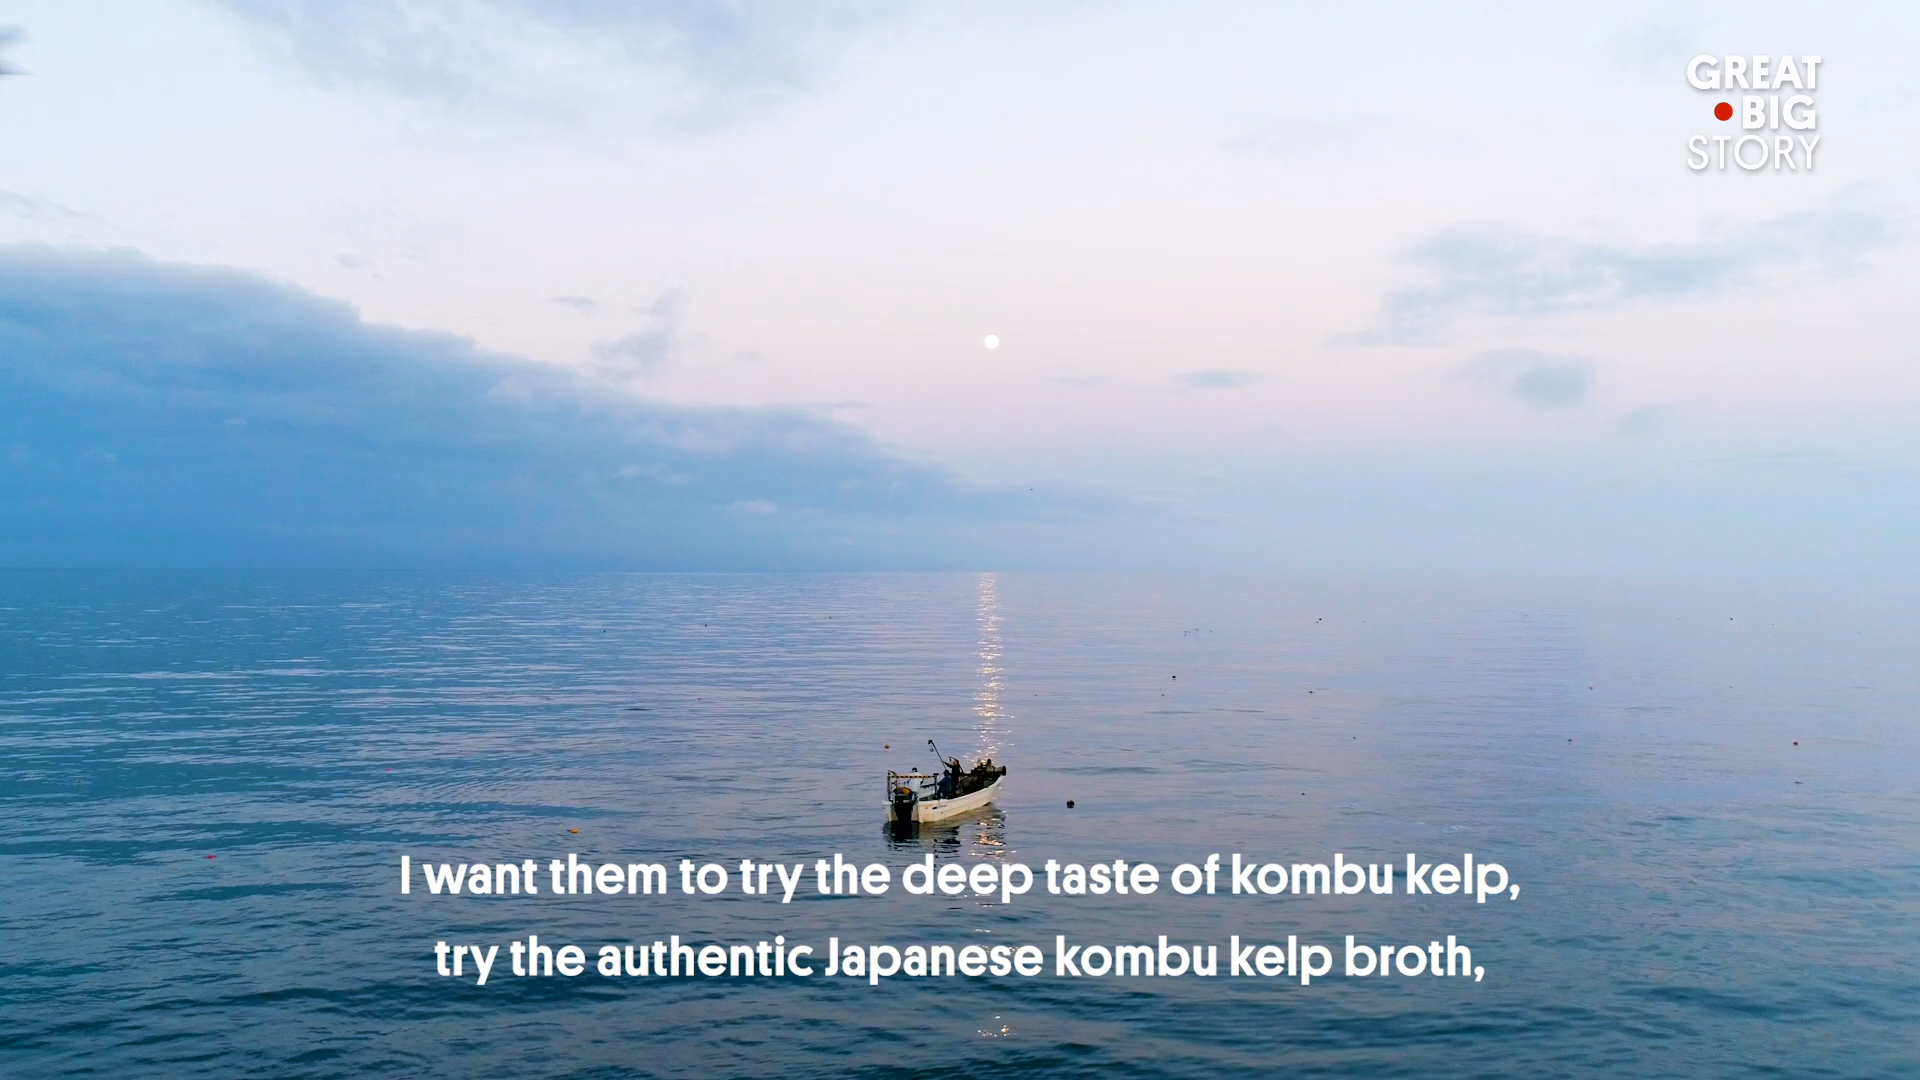 GREAT
BIG
STORY
I want them to try the deep taste of kombu kelp,
try the authentic Japanese kombu kelp broth,